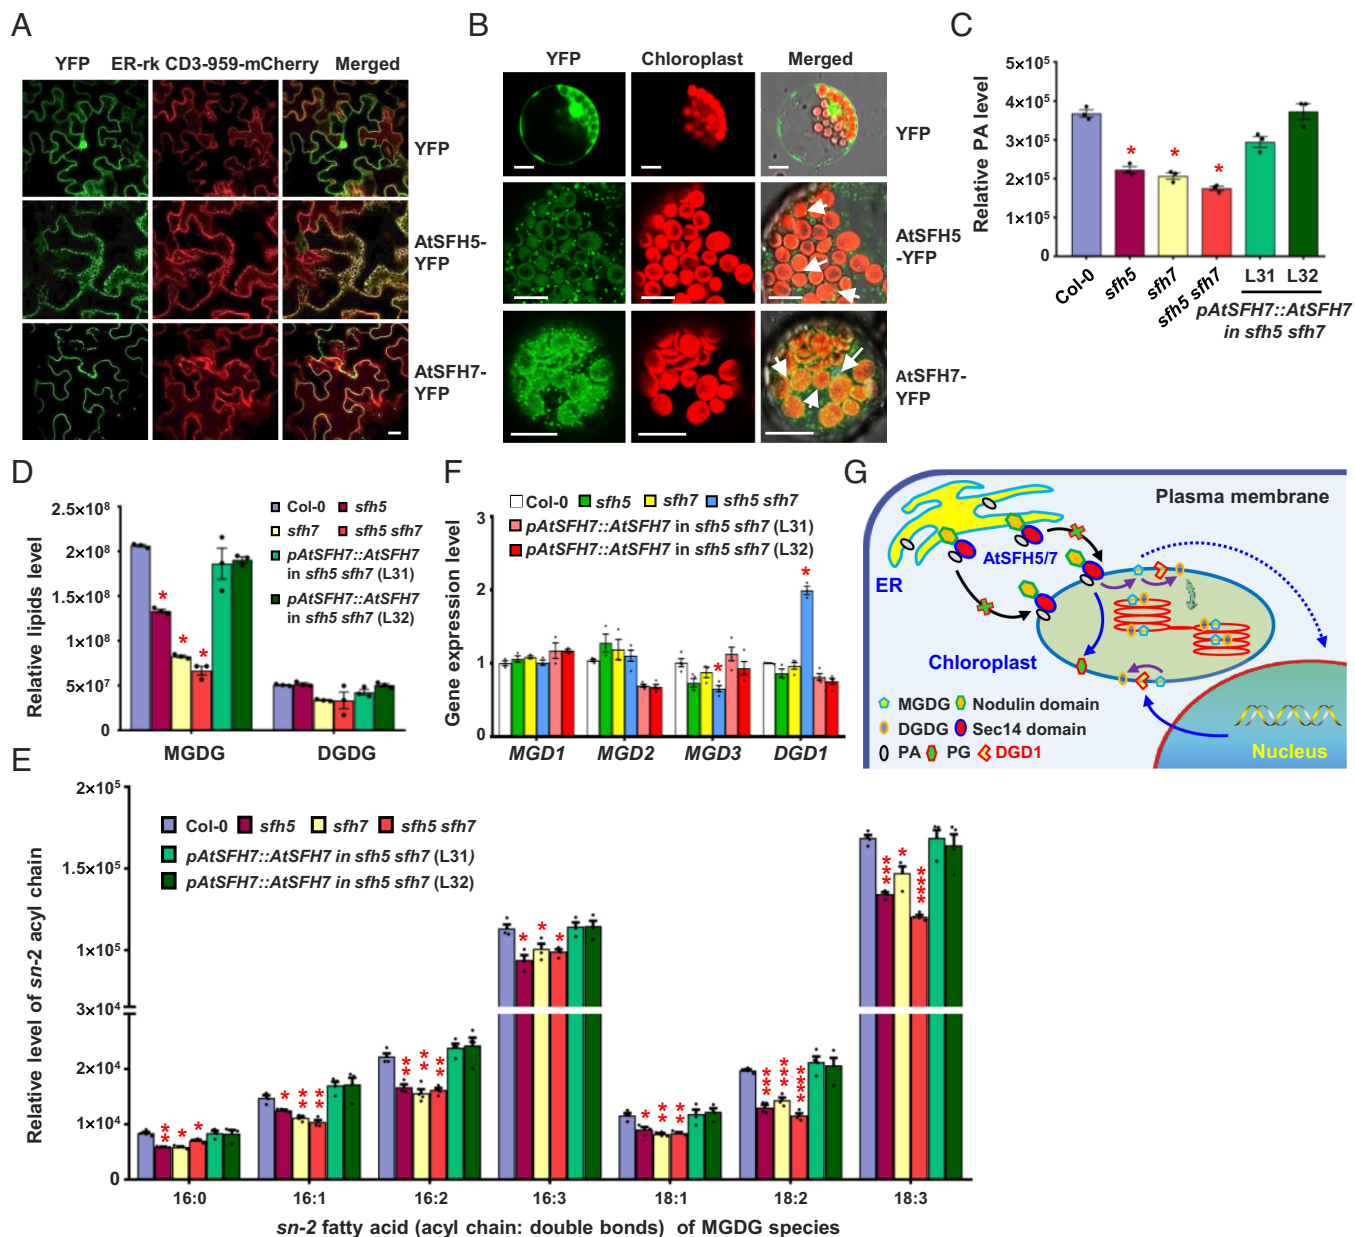 A
YFP ER-rk CD3-959-mCherry Merged
YFP
AtSFH5-
YFP
AtSFH7-
YFP
B
YFP Chloroplast Merged
YFP
AtSFH5
-YFP
AtSFH7-
YFP
C
Relative PA level
5×10⁵
4×10⁵
3×10⁵
2×10⁵
1×10⁵
0
Col-0
sfh5
sfh7
sfh5 sfh7
L31 L32
pAtSFH7::AtSFH7
in sfh5 sfh7
* * *
D
Relative lipids level
2.5×10⁸
2×10⁸
1.5×10⁸
1×10⁸
5×10⁷
0
Col-0 sfh5
sfh7 sfh5 sfh7
pAtSFH7::AtSFH7
in sfh5 sfh7 (L31)
pAtSFH7::AtSFH7
in sfh5 sfh7 (L32)
* * *
MGDG DGDG
F
Gene expression level
3
2
1
0
Col-0 sfh5 sfh7 sfh5 sfh7
pAtSFH7::AtSFH7 in sfh5 sfh7 (L31)
pAtSFH7::AtSFH7 in sfh5 sfh7 (L32)
* *
MGD1 MGD2 MGD3 DGD1
G
Plasma membrane
ER
AtSFH5/7
Chloroplast
MGDG Nodulin domain
DGDG Sec14 domain
PA PG DGD1
Nucleus
E
Relative level of sn-2 acyl chain
2×10⁵
1.5×10⁵
1×10⁵
3×10⁴
2×10⁴
1×10⁴
0
Col-0 sfh5 sfh7 sfh5 sfh7
pAtSFH7::AtSFH7 in sfh5 sfh7 (L31)
pAtSFH7::AtSFH7 in sfh5 sfh7 (L32)
** * *
* ** **
** ** **
* * *
* ** **
*** *** ****
*** * ****
16:0 16:1 16:2 16:3 18:1 18:2 18:3
sn-2 fatty acid (acyl chain: double bonds) of MGDG species